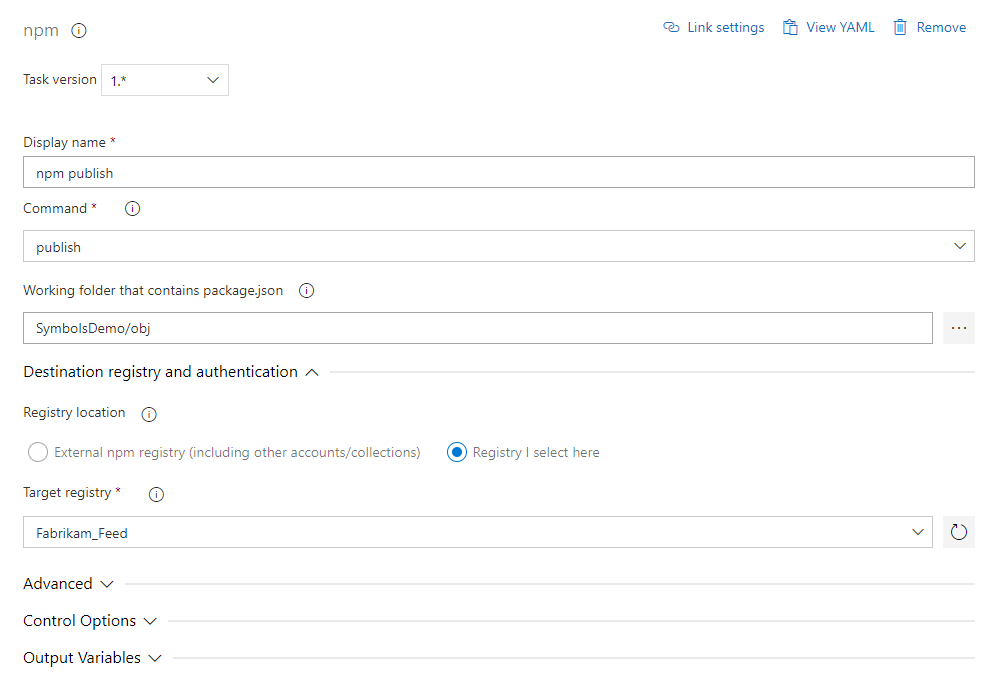 npm
Link settings View YAML Remove
Task version 1.*
Display name *
npm publish
Command *
publish
Working folder that contains package.json
SymbolsDemo/obj
Destination registry and authentication
Registry location
External npm registry (including other accounts/collections) Registry I select here
Target registry *
Fabrikam_Feed
Advanced
Control Options
Output Variables